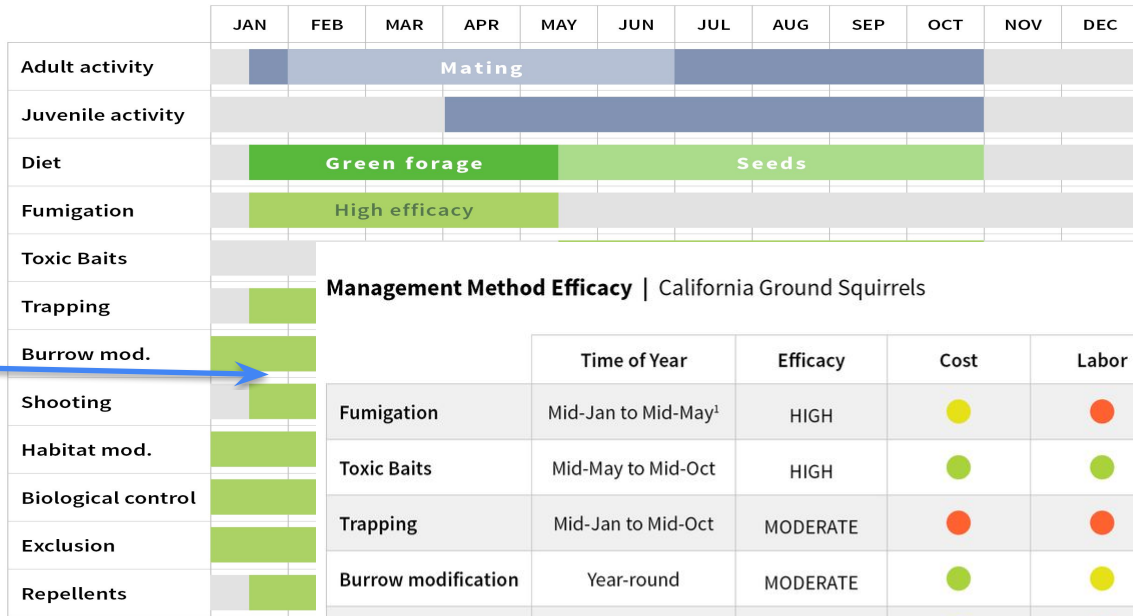 JAN FEB MAR APR MAY JUN JUL AUG SEP OCT NOV DEC
Adult activity Mating
Juvenile activity
Diet Green forage Seeds
Fumigation High efficacy
Toxic Baits
Trapping
Burrow mod.
Shooting
Habitat mod.
Biological control
Exclusion
Repellents
Management Method Efficacy | California Ground Squirrels
Time of Year Efficacy Cost Labor
Fumigation Mid-Jan to Mid-May¹ HIGH
Toxic Baits Mid-May to Mid-Oct HIGH
Trapping Mid-Jan to Mid-Oct MODERATE
Burrow modification Year-round MODERATE